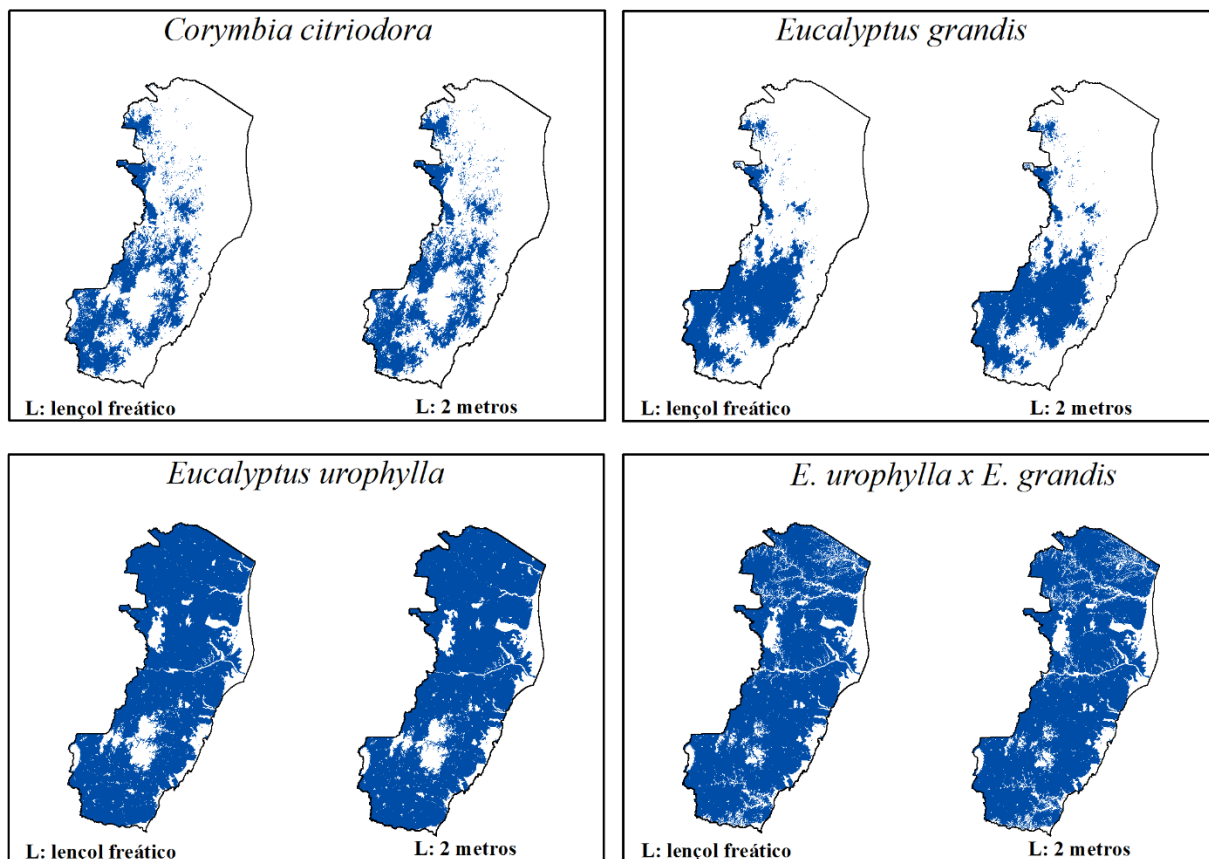 Corymbia citriodora
L: lençol freático
L: 2 metros
Eucalyptus grandis
L: lençol freático
L: 2 metros
Eucalyptus urophylla
L: lençol freático
L: 2 metros
E. urophylla x E. grandis
L: lençol freático
L: 2 metros